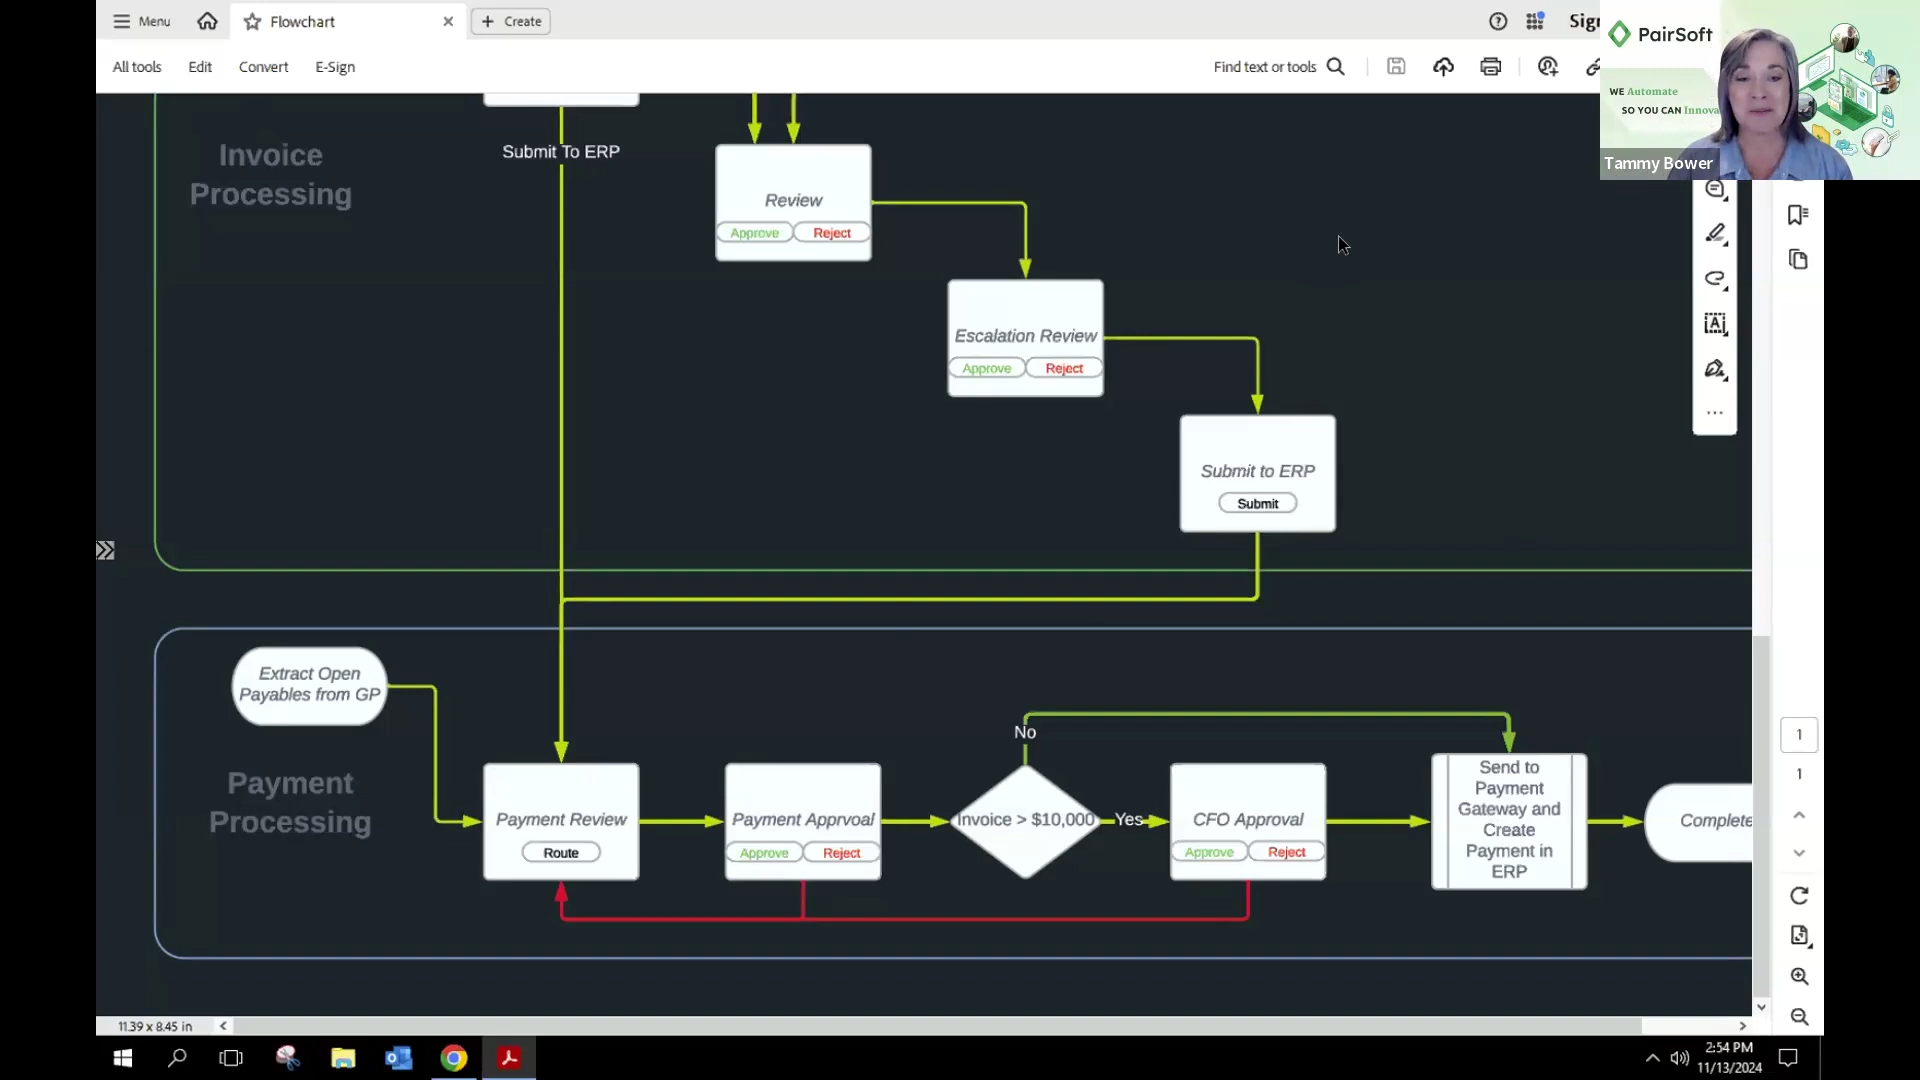 Menu
Flowchart
Create
Sign
All tools
Edit
Convert
E-Sign
Find text or tools
PairSoft
WE Automate
SO YOU CAN Innova
Tammy Bower
Invoice
Processing
Submit To ERP
Review
Approve
Reject
Escalation Review
Approve
Reject
Submit to ERP
Submit
Extract Open
Payables from GP
Payment
Processing
Payment Review
Route
Payment Apprvoal
Approve
Reject
No
Invoice > $10,000
Yes
CFO Approval
Approve
Reject
Send to
Payment
Gateway and
Create
Payment in
ERP
Complete
1
1
11.39 x 8.45 in
2:54 PM
11/13/2024